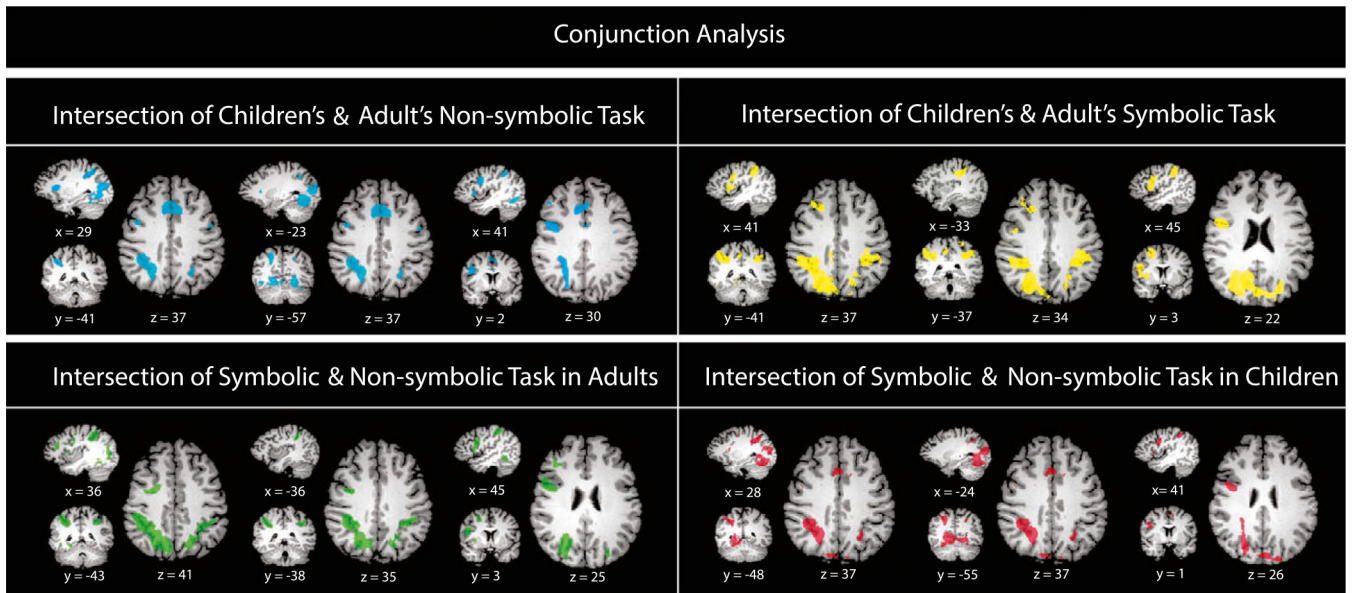 Conjunction Analysis
Intersection of Children's & Adult's Non-symbolic Task
x = 29
x = -23
x = 41
y = -41
z = 37
y = -57
z = 37
y = 2
z = 30
Intersection of Children's & Adult's Symbolic Task
x = 41
x = -33
x = 45
y = -41
z = 37
y = -37
z = 34
y = 3
z = 22
Intersection of Symbolic & Non-symbolic Task in Adults
x = 36
x = -36
x = 45
y = -43
z = 41
y = -38
z = 35
y = 3
z = 25
Intersection of Symbolic & Non-symbolic Task in Children
x = 28
x = -24
x= 41
y = -48
z = 37
y = -55
z = 37
y = 1
z = 26